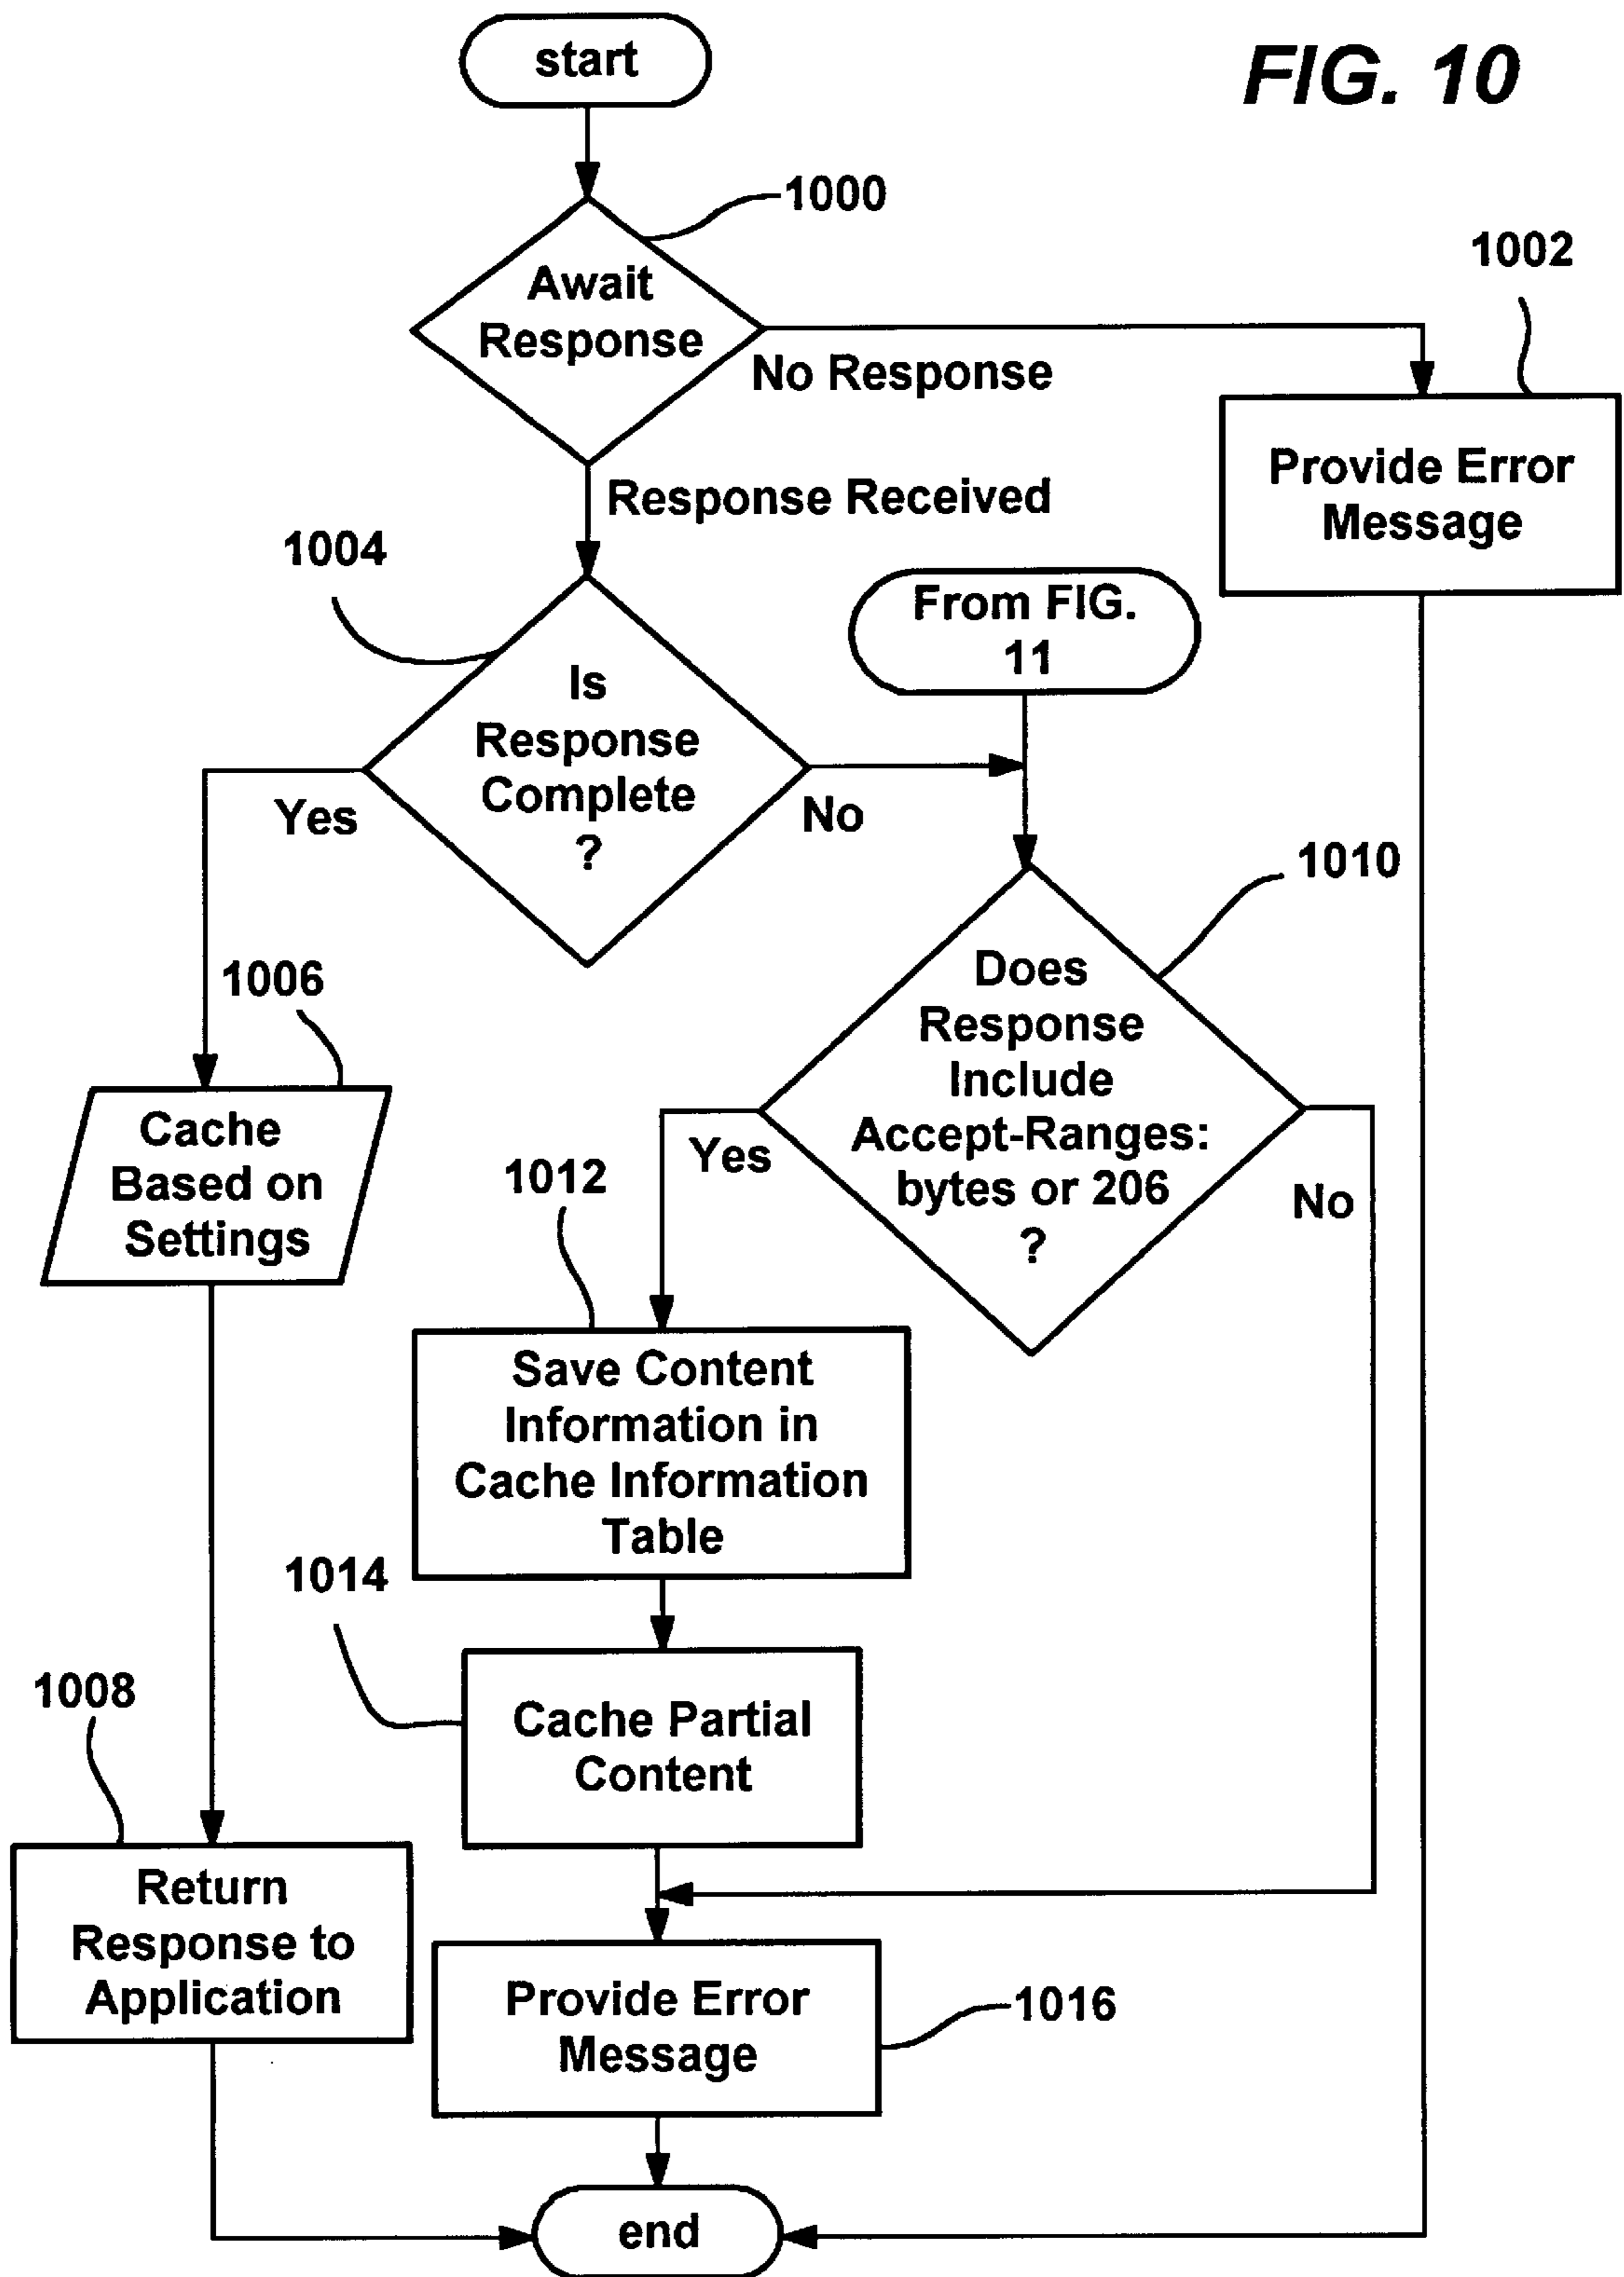 start
FIG. 10
1000
Await
Response
1002
No Response
Provide Error
Message
Response Received
1004
From FIG.
11
Is
Response
Complete
?
Yes
No
1010
Does
Response
Include
Accept-Ranges:
bytes or 206
?
Yes
No
1006
Cache
Based on
Settings
1012
Save Content
Information in
Cache Information
Table
1014
Cache Partial
Content
1008
Return
Response to
Application
Provide Error
Message
1016
end